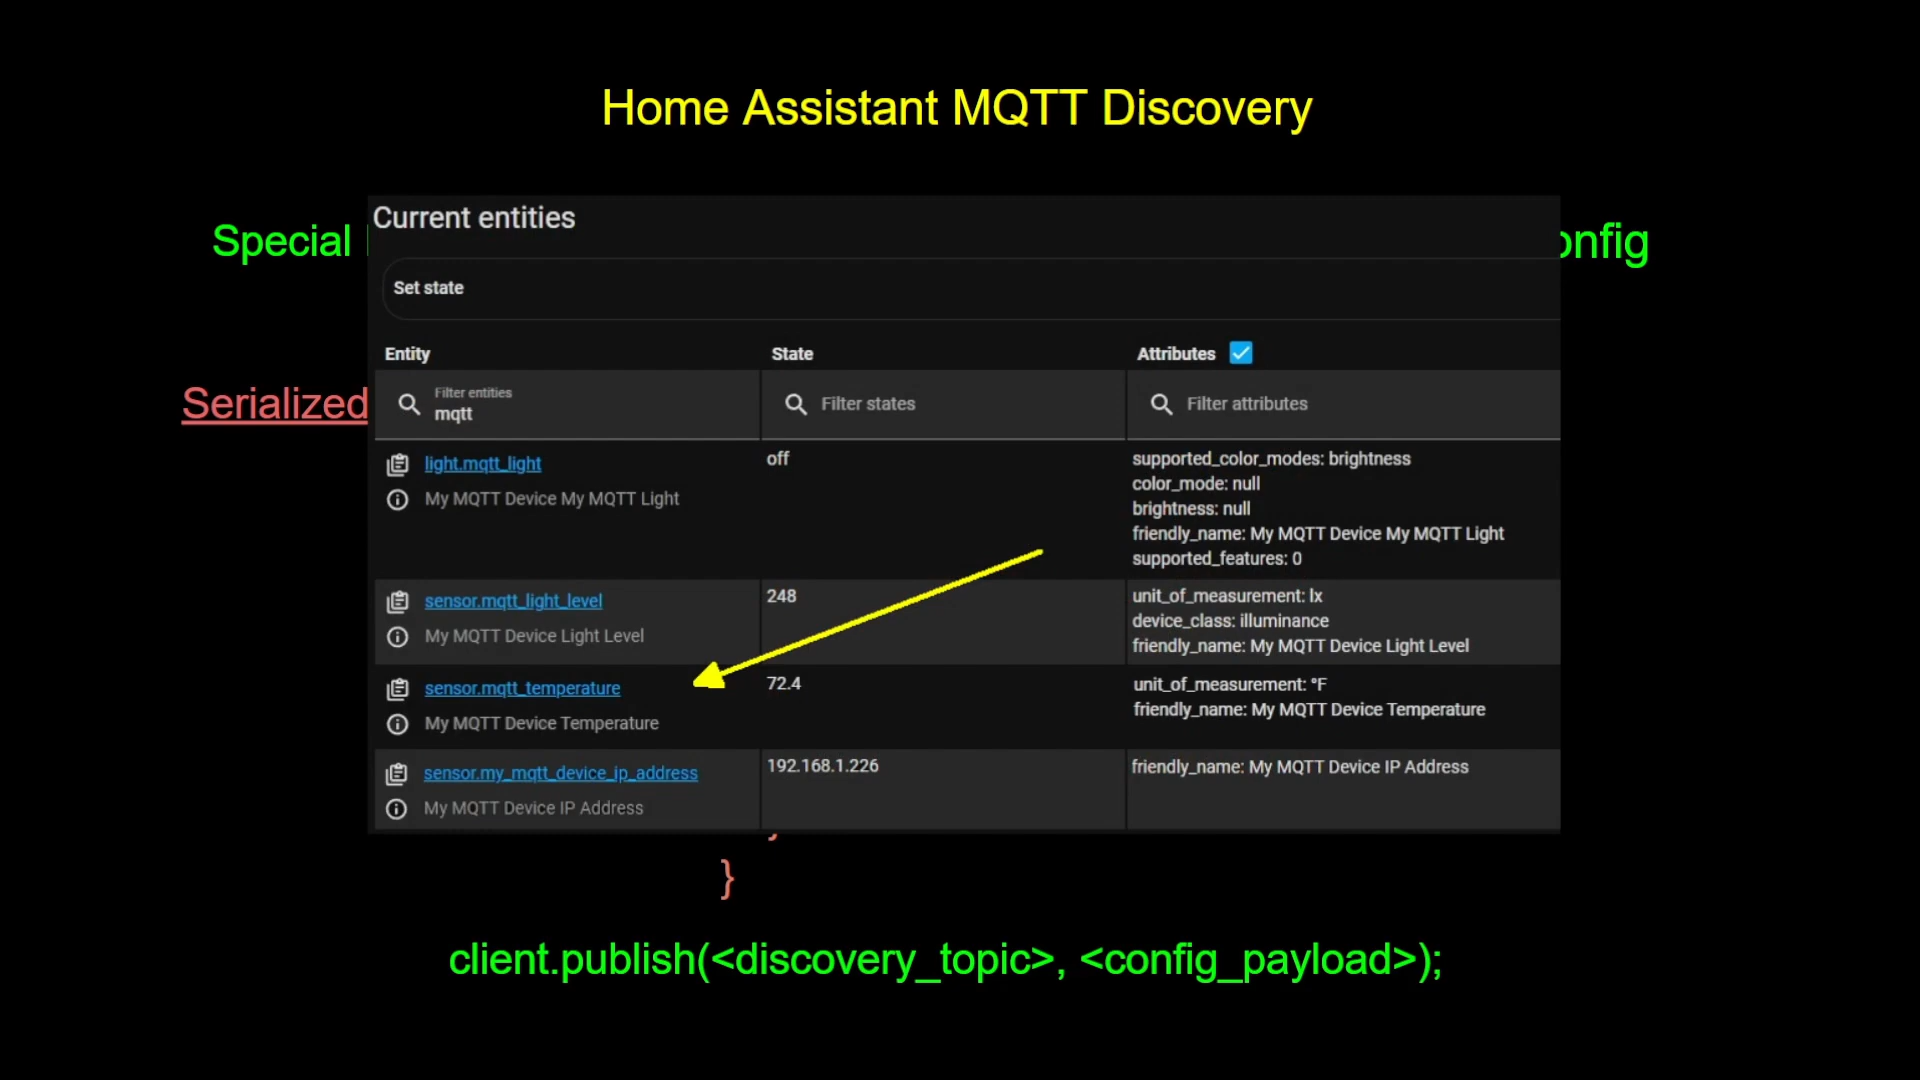 Home Assistant MQTT Discovery
Current entities
Special
onfig
Set state
Entity
State
Attributes
Serialized
Filter entities
mqtt
Filter states
Filter attributes
light.mqtt_light
My MQTT Device My MQTT Light
off
supported_color_modes: brightness
color_mode: null
brightness: null
friendly_name: My MQTT Device My MQTT Light
supported_features: 0
sensor.mqtt_light_level
My MQTT Device Light Level
248
unit_of_measurement: lx
device_class: illuminance
friendly_name: My MQTT Device Light Level
sensor.mqtt_temperature
My MQTT Device Temperature
72.4
unit_of_measurement: °F
friendly_name: My MQTT Device Temperature
sensor.my_mqtt_device_ip_address
My MQTT Device IP Address
192.168.1.226
friendly_name: My MQTT Device IP Address
}
client.publish(<discovery_topic>, <config_payload>);